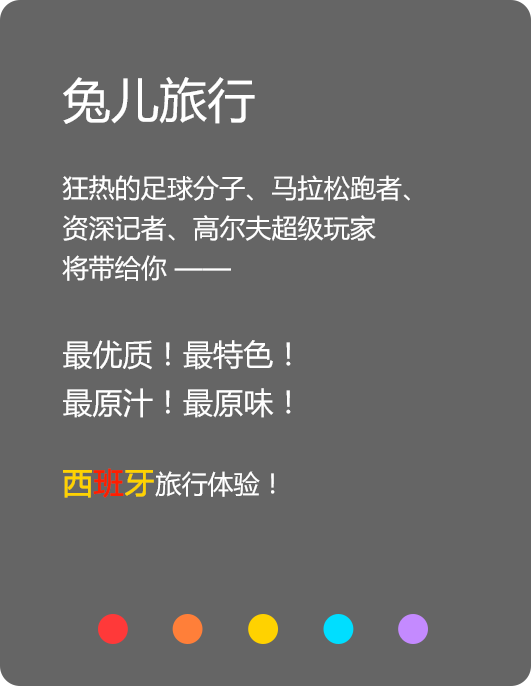 兔儿旅行
狂热的足球分子、马拉松跑者、
资深记者、高尔夫超级玩家
将带给你 ——
最优质！最特色！
最原汁！最原味！
西班牙旅行体验！